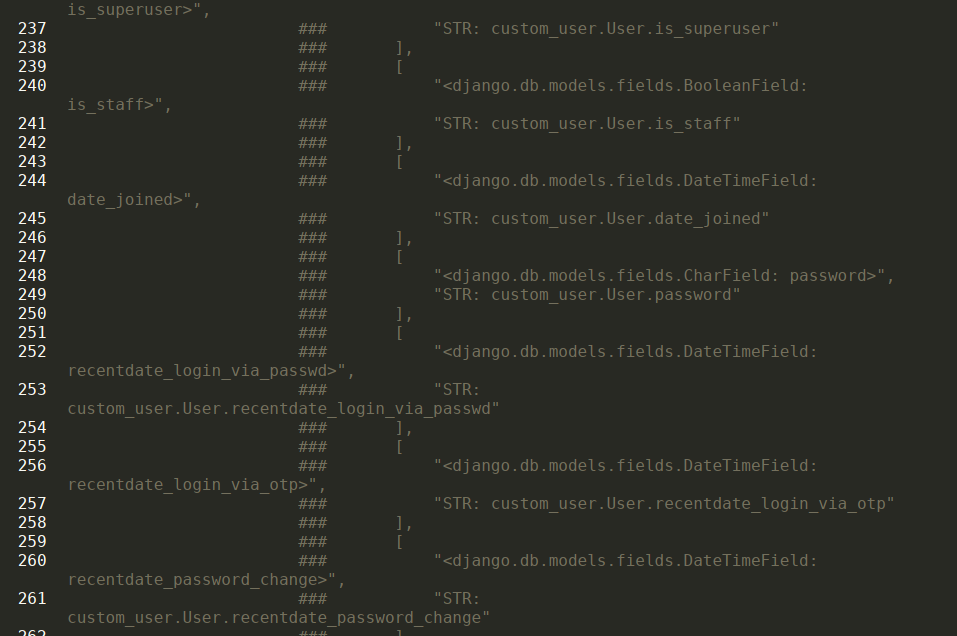 is_superuser>",
237 ### "STR: custom_user.User.is_superuser"
238 ### ],
239 ### [
240 ### "<django.db.models.fields.BooleanField:
is_staff>",
241 ### "STR: custom_user.User.is_staff"
242 ### ],
243 ### [
244 ### "<django.db.models.fields.DateTimeField:
date_joined>",
245 ### "STR: custom_user.User.date_joined"
246 ### ],
247 ### [
248 ### "<django.db.models.fields.CharField: password>",
249 ### "STR: custom_user.User.password"
250 ### ],
251 ### [
252 ### "<django.db.models.fields.DateTimeField:
recentdate_login_via_passwd>",
253 ### "STR:
custom_user.User.recentdate_login_via_passwd"
254 ### ],
255 ### [
256 ### "<django.db.models.fields.DateTimeField:
recentdate_login_via_otp>",
257 ### "STR: custom_user.User.recentdate_login_via_otp"
258 ### ],
259 ### [
260 ### "<django.db.models.fields.DateTimeField:
recentdate_password_change>",
261 ### "STR:
custom_user.User.recentdate_password_change"
262 ### ]